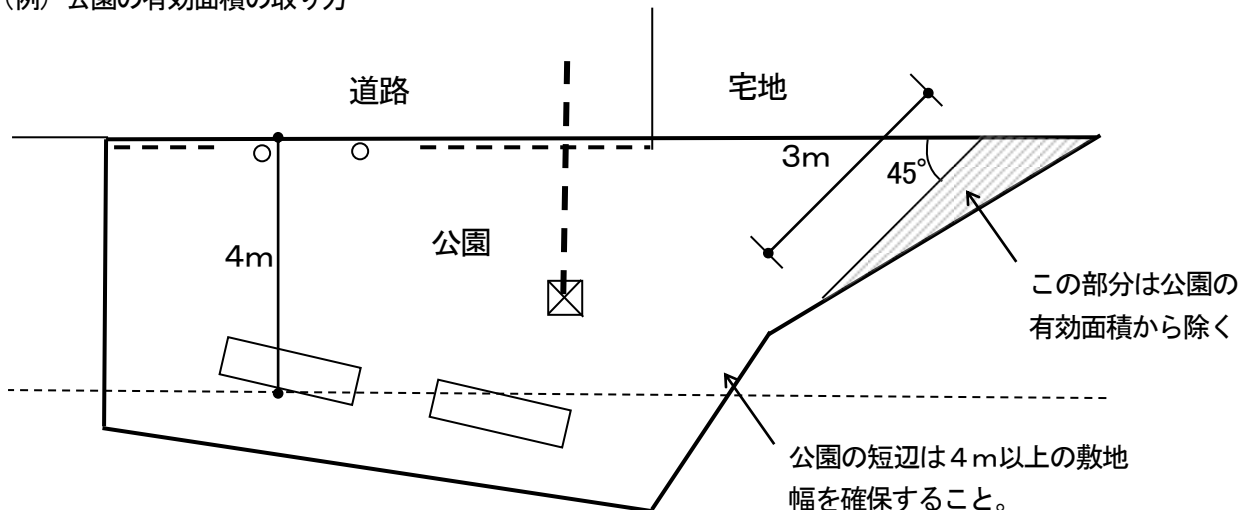 (例)公園の有効面積の取り方
道路
宅地
3m
45°
4m
公園
この部分は公園の
有効面積から除く
公園の短辺は4m以上の敷地
幅を確保すること。